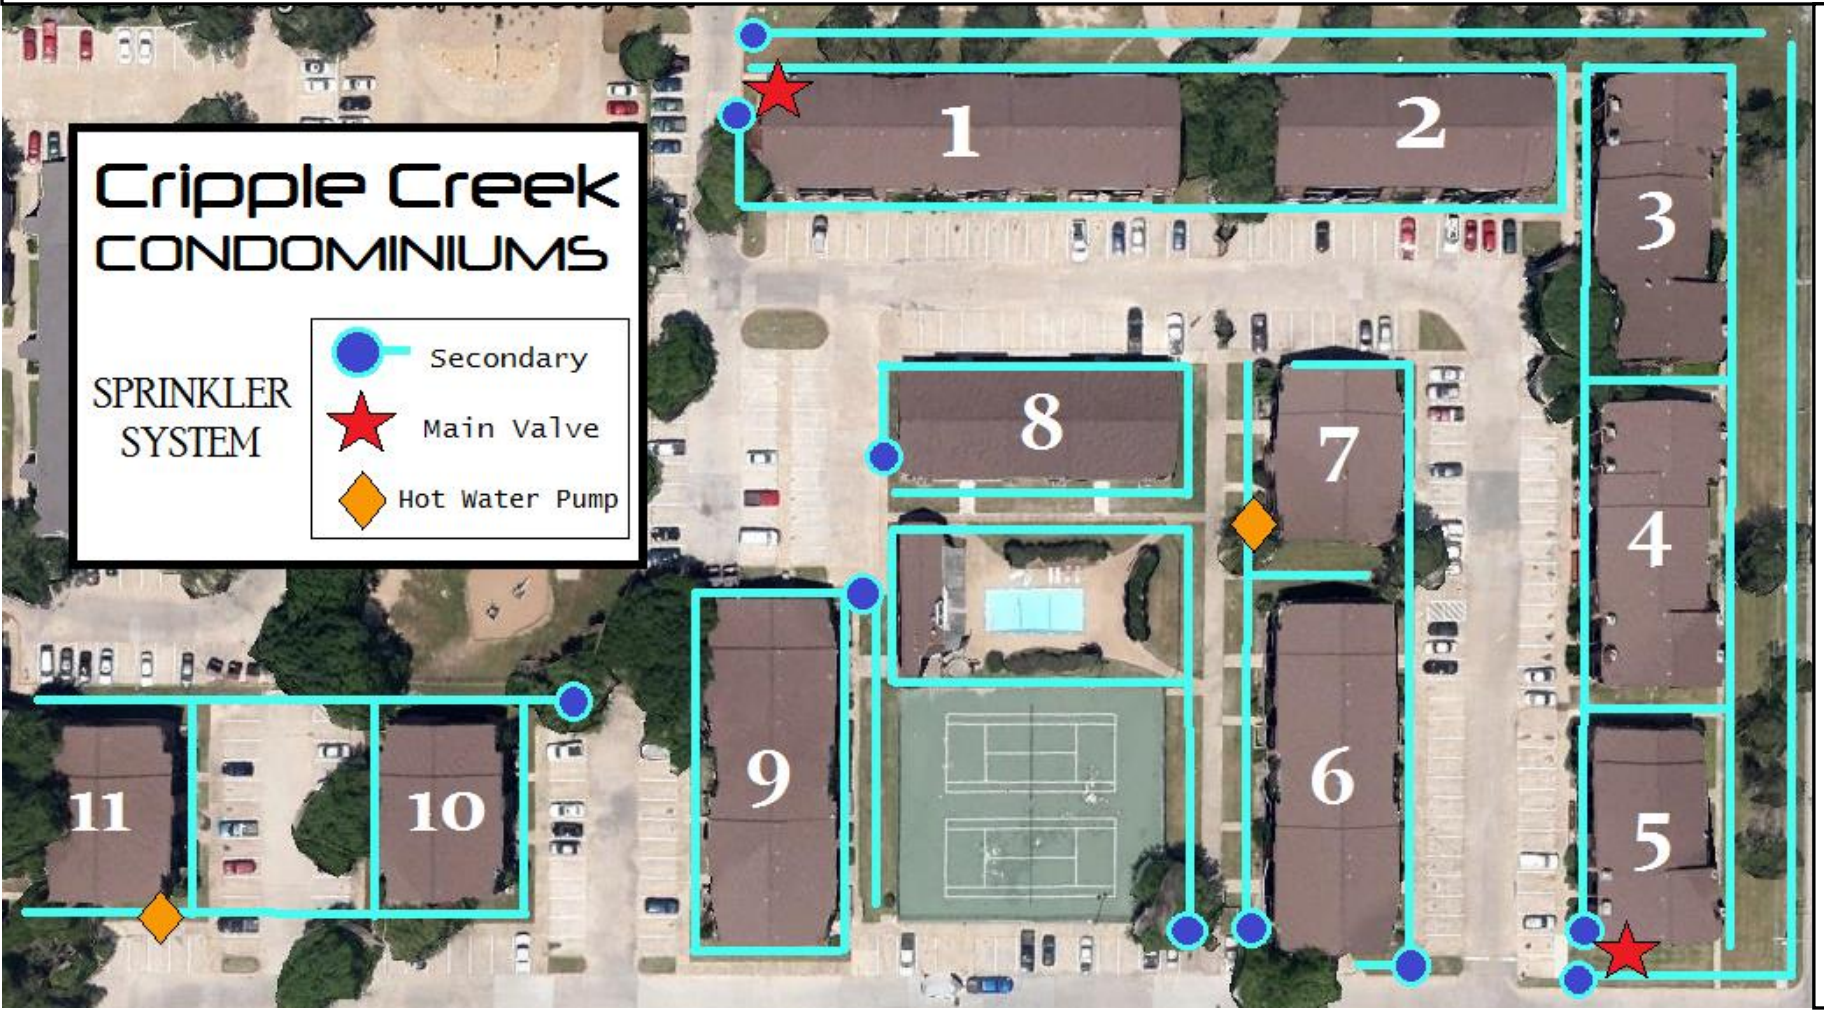 Cripple Creek
CONDOMINIUMS
SPRINKLER
SYSTEM
Secondary
Main Valve
Hot Water Pump
1
2
3
8
7
4
9
6
11
10
5